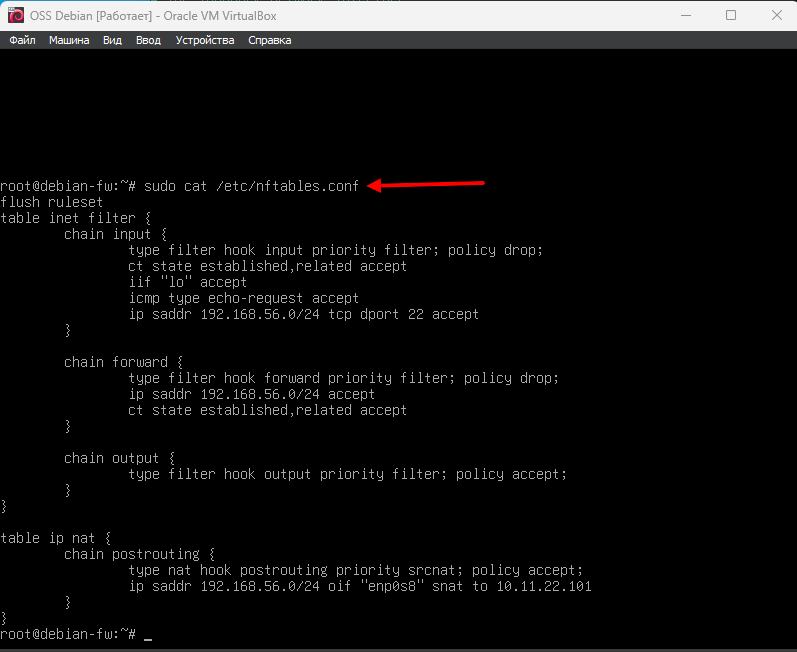 OSS Debian [Работает] - Oracle VM VirtualBox
Файл Машина Вид Ввод Устройства Справка
root@debian-fw:~# sudo cat /etc/nftables.conf
flush ruleset
table inet filter {
        chain input {
                type filter hook input priority filter; policy drop;
                ct state established,related accept
                iif "lo" accept
                icmp type echo-request accept
                ip saddr 192.168.56.0/24 tcp dport 22 accept
        }

        chain forward {
                type filter hook forward priority filter; policy drop;
                ip saddr 192.168.56.0/24 accept
                ct state established,related accept
        }

        chain output {
                type filter hook output priority filter; policy accept;
        }
}

table ip nat {
        chain postrouting {
                type nat hook postrouting priority srcnat; policy accept;
                ip saddr 192.168.56.0/24 oif "enp0s8" snat to 10.11.22.101
        }
}
root@debian-fw:~# _